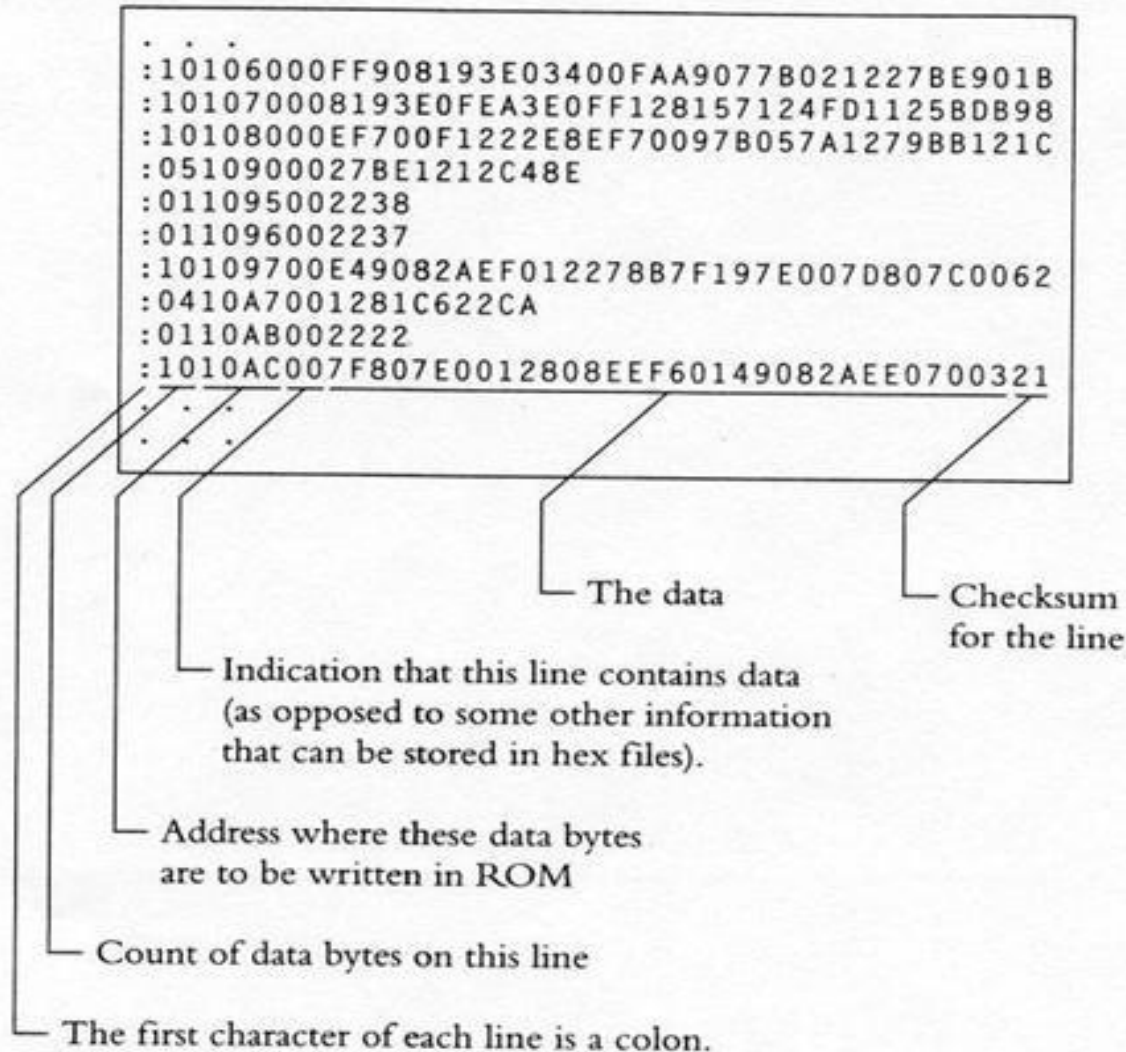 . . .
:10106000FF908193E03400FAA9077B021227BE901B
:101070008193E0FEA3E0FF128157124FD1125BDB98
:10108000EF700F1222E8EF70097B057A1279BB121C
:0510900027BE1212C48E
:011095002238
:011096002237
:10109700E49082AEF012278B7F197E007D807C0062
:0410A7001281C622CA
:0110AB002222
:1010AC007F807E0012808EEF60149082AEE0700321
. . .
. . .
The data
Checksum
for the line
Indication that this line contains data
(as opposed to some other information
that can be stored in hex files).
Address where these data bytes
are to be written in ROM
Count of data bytes on this line
The first character of each line is a colon.